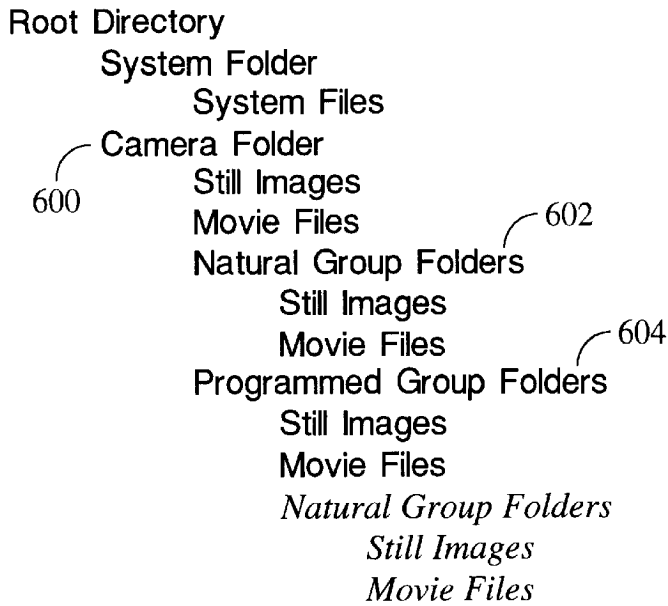 Root Directory
System Folder
System Files
Camera Folder
600
Still Images
Movie Files
602
Natural Group Folders
Still Images
Movie Files
604
Programmed Group Folders
Still Images
Movie Files
Natural Group Folders
Still Images
Movie Files